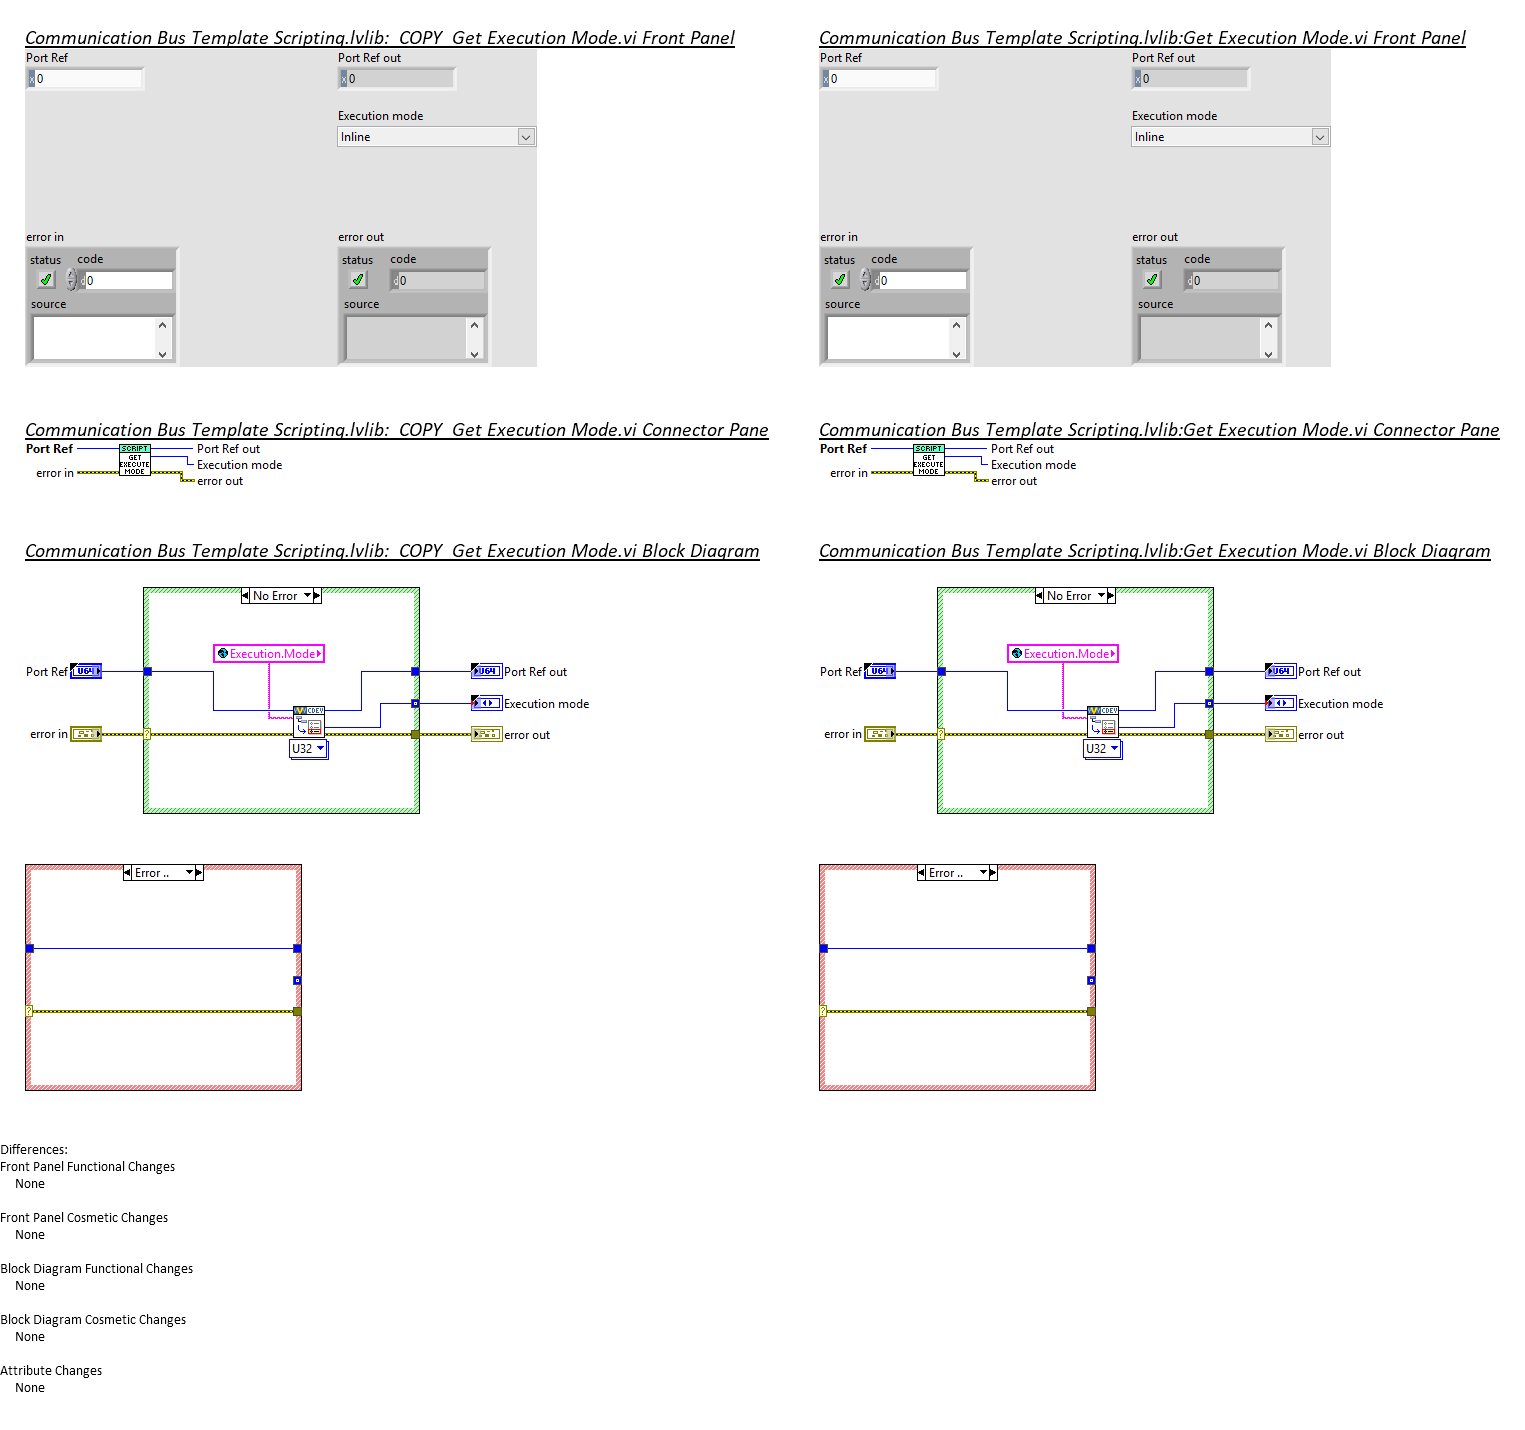 Communication Bus Template Scripting.lvlib:_COPY_Get Execution Mode.vi Front Panel
Port Ref
0
Port Ref out
0
Execution mode
Inline
error in
status code
0
source
error out
status code
0
source
Communication Bus Template Scripting.lvlib:Get Execution Mode.vi Front Panel
Port Ref
0
Port Ref out
0
Execution mode
Inline
error in
status code
d 0
source
error out
status code
d 0
source
Communication Bus Template Scripting.lvlib:_COPY_Get Execution Mode.vi Connector Pane
Port Ref
error in
SCRIPT
GET
EXECUTE
MODE
Port Ref out
Execution mode
error out
Communication Bus Template Scripting.lvlib:Get Execution Mode.vi Connector Pane
Port Ref
error in
SCRIPT
GET
EXECUTE
MODE
Port Ref out
Execution mode
error out
Communication Bus Template Scripting.lvlib:_COPY_Get Execution Mode.vi Block Diagram
No Error
Execution.Mode
Port Ref
U64
U64
Port Ref out
Execution mode
CDEV
error in
?
error out
U32
Error ..
?
Communication Bus Template Scripting.lvlib:Get Execution Mode.vi Block Diagram
No Error
Execution.Mode
Port Ref
U64
U64
Port Ref out
Execution mode
CDEV
error in
?
error out
U32
Error ..
?
Differences:
Front Panel Functional Changes
None
Front Panel Cosmetic Changes
None
Block Diagram Functional Changes
None
Block Diagram Cosmetic Changes
None
Attribute Changes
None